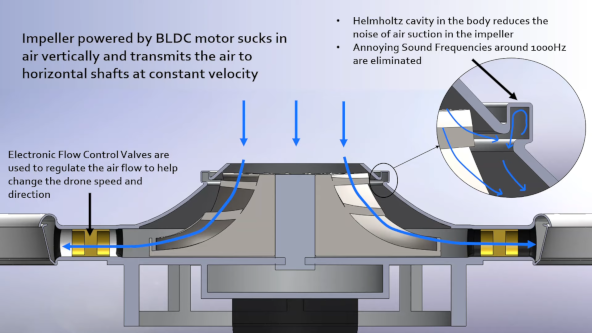 Impeller powered by BLDC motor sucks in
air vertically and transmits the air to
horizontal shafts at constant velocity
• Helmholtz cavity in the body reduces the
noise of air suction in the impeller
• Annoying Sound Frequencies around 1000Hz
are eliminated
Electronic Flow Control Valves are
used to regulate the air flow to help
change the drone speed and
direction